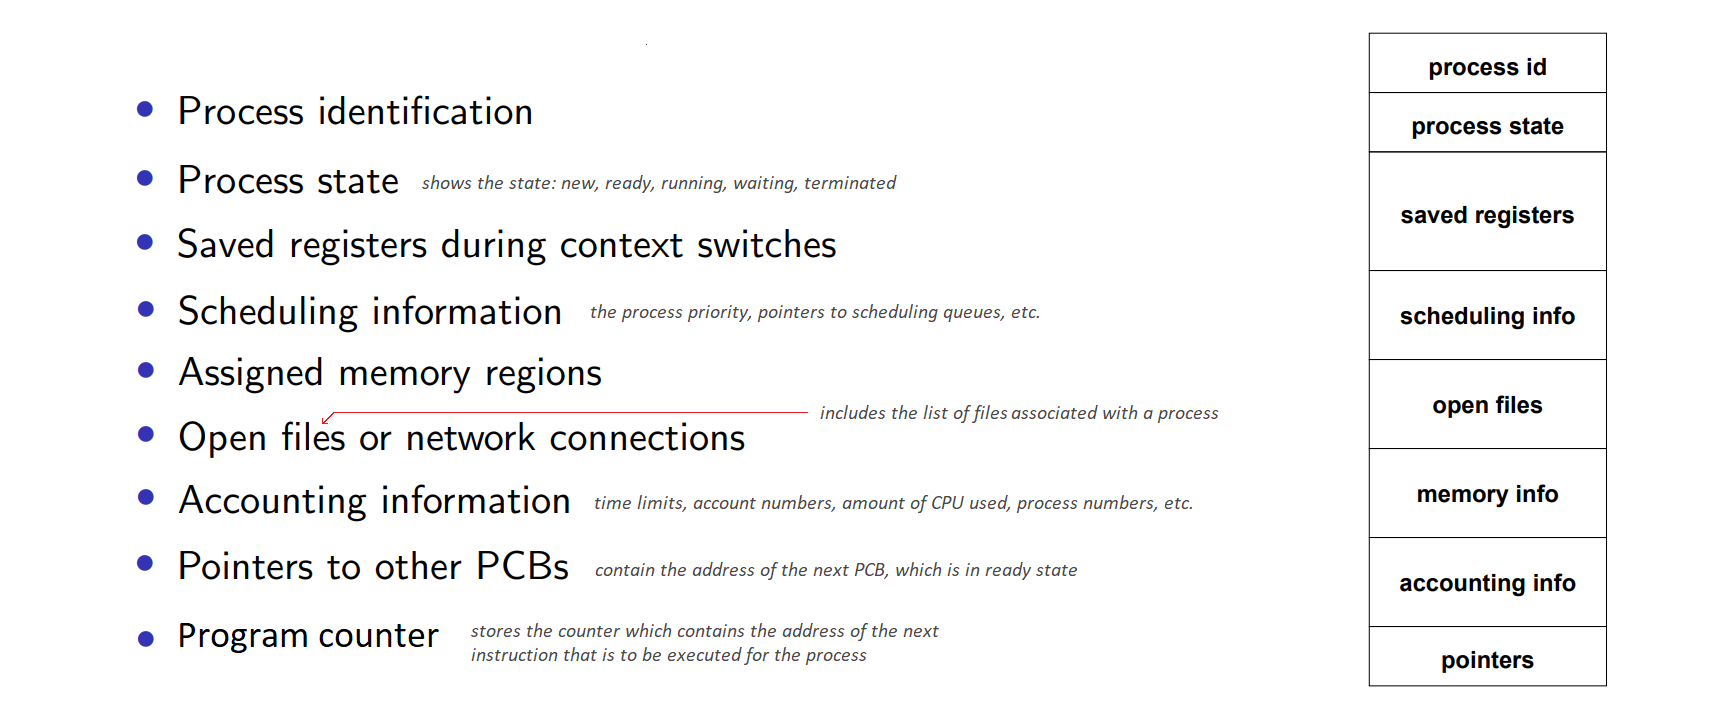 Process identification
Process state shows the state: new, ready, running, waiting, terminated
Saved registers during context switches
Scheduling information the process priority, pointers to scheduling queues, etc.
Assigned memory regions
includes the list of files associated with a process
Open files or network connections
Accounting information time limits, account numbers, amount of CPU used, process numbers, etc.
Pointers to other PCBs contain the address of the next PCB, which is in ready state
Program counter stores the counter which contains the address of the next
instruction that is to be executed for the process
process id
process state
saved registers
scheduling info
open files
memory info
accounting info
pointers